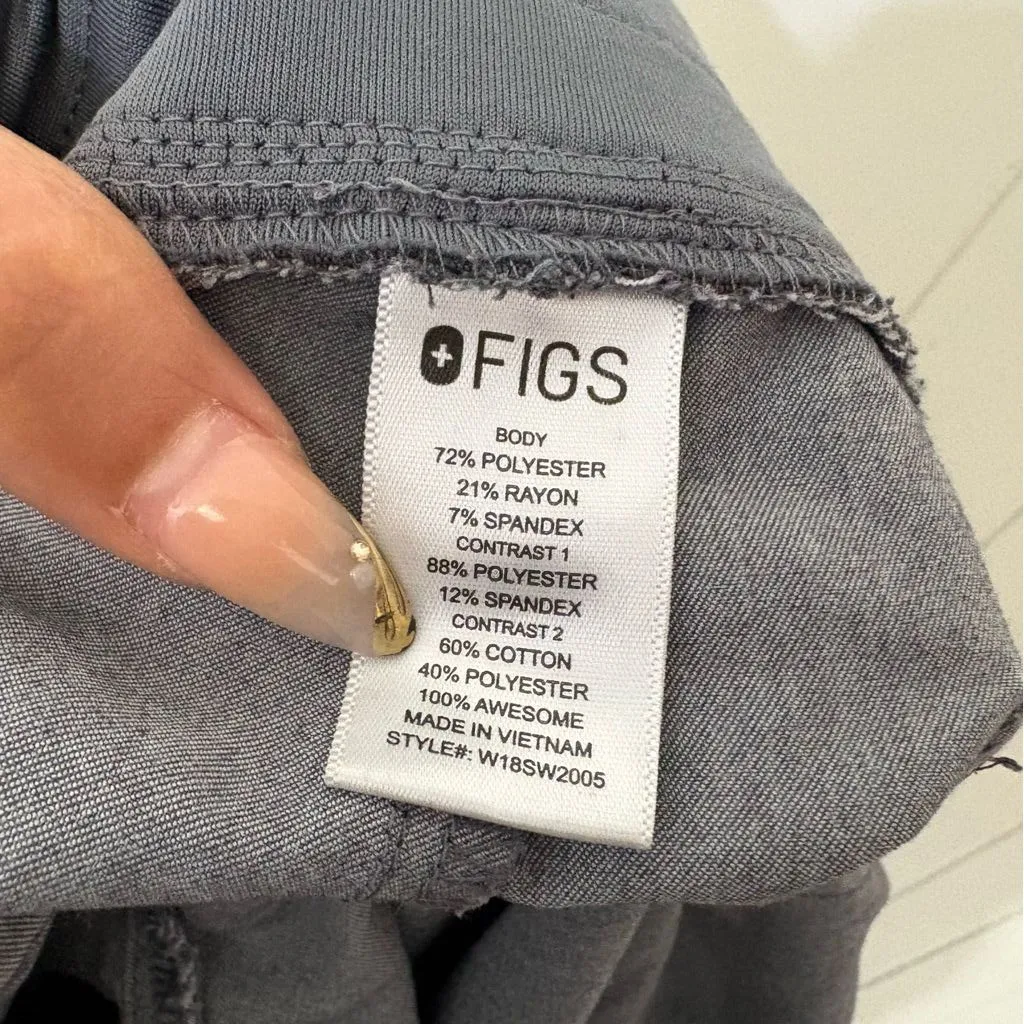 FIGS
BODY
72% POLYESTER
21% RAYON
7% SPANDEX
CONTRAST 1
88% POLYESTER
12% SPANDEX
CONTRAST 2
60% COTTON
40% POLYESTER
100% AWESOME
MADE IN VIETNAM
STYLE#: W18SW2005